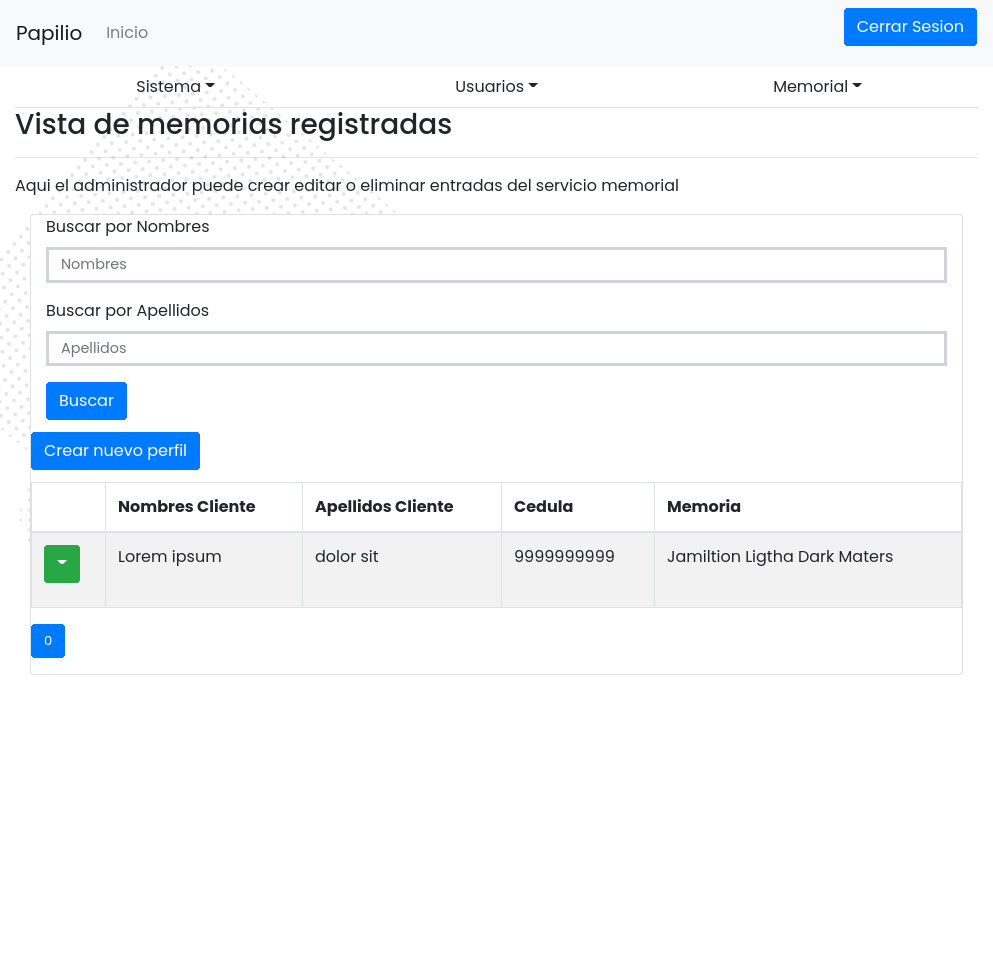 Papilio Inicio Cerrar Sesion
Sistema Usuarios Memorial
Vista de memorias registradas
Aqui el administrador puede crear editar o eliminar entradas del servicio memorial
Buscar por Nombres
Nombres
Buscar por Apellidos
Apellidos
Buscar
Crear nuevo perfil
Nombres Cliente Apellidos Cliente Cedula Memoria
Lorem ipsum dolor sit 9999999999 Jamiltion Ligtha Dark Maters
0